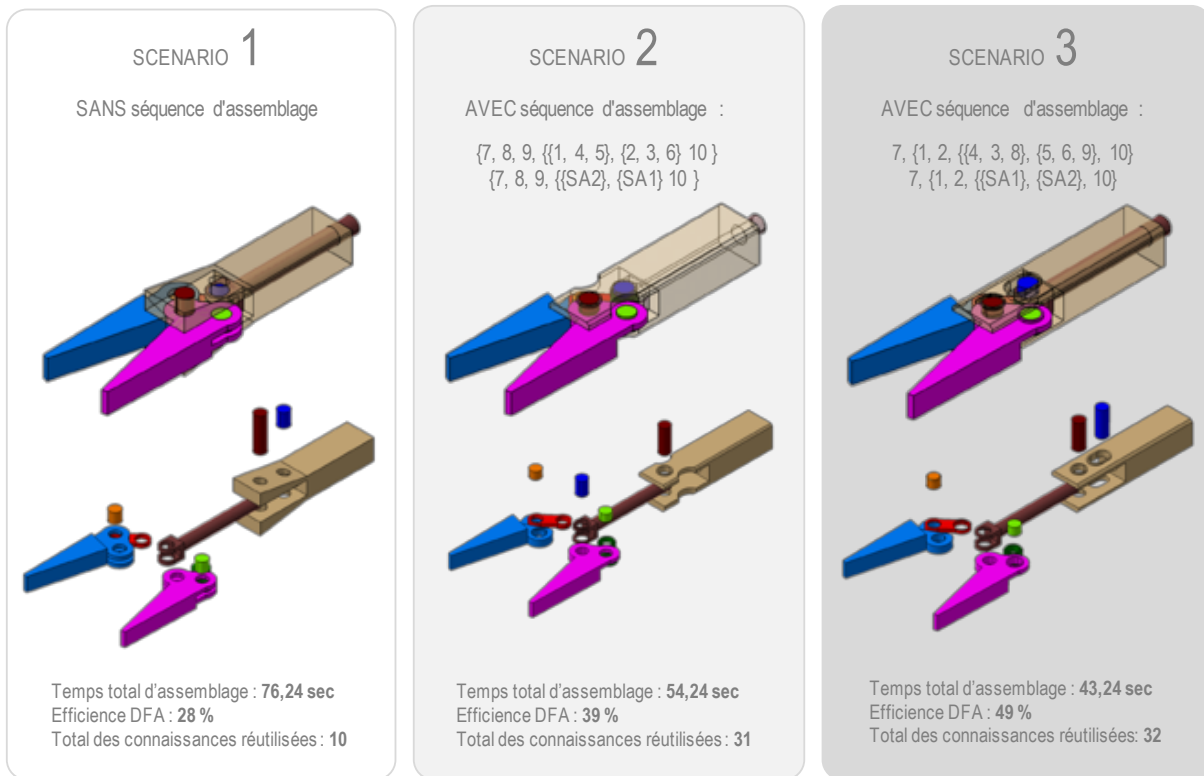 SCENARIO 1
SANS séquence d'assemblage
Temps total d'assemblage : 76,24 sec
Efficience DFA : 28 %
Total des connaissances réutilisées : 10
SCENARIO 2
AVEC séquence d'assemblage :
{7, 8, 9, {{1, 4, 5}, {2, 3, 6} 10 }
{7, 8, 9, {{SA2}, {SA1} 10 }
Temps total d'assemblage : 54,24 sec
Efficience DFA : 39 %
Total des connaissances réutilisées : 31
SCENARIO 3
AVEC séquence d'assemblage :
7, {1, 2, {{4, 3, 8}, {5, 6, 9}, 10}
7, {1, 2, {{SA1}, {SA2}, 10}
Temps total d'assemblage : 43,24 sec
Efficience DFA : 49 %
Total des connaissances réutilisées: 32